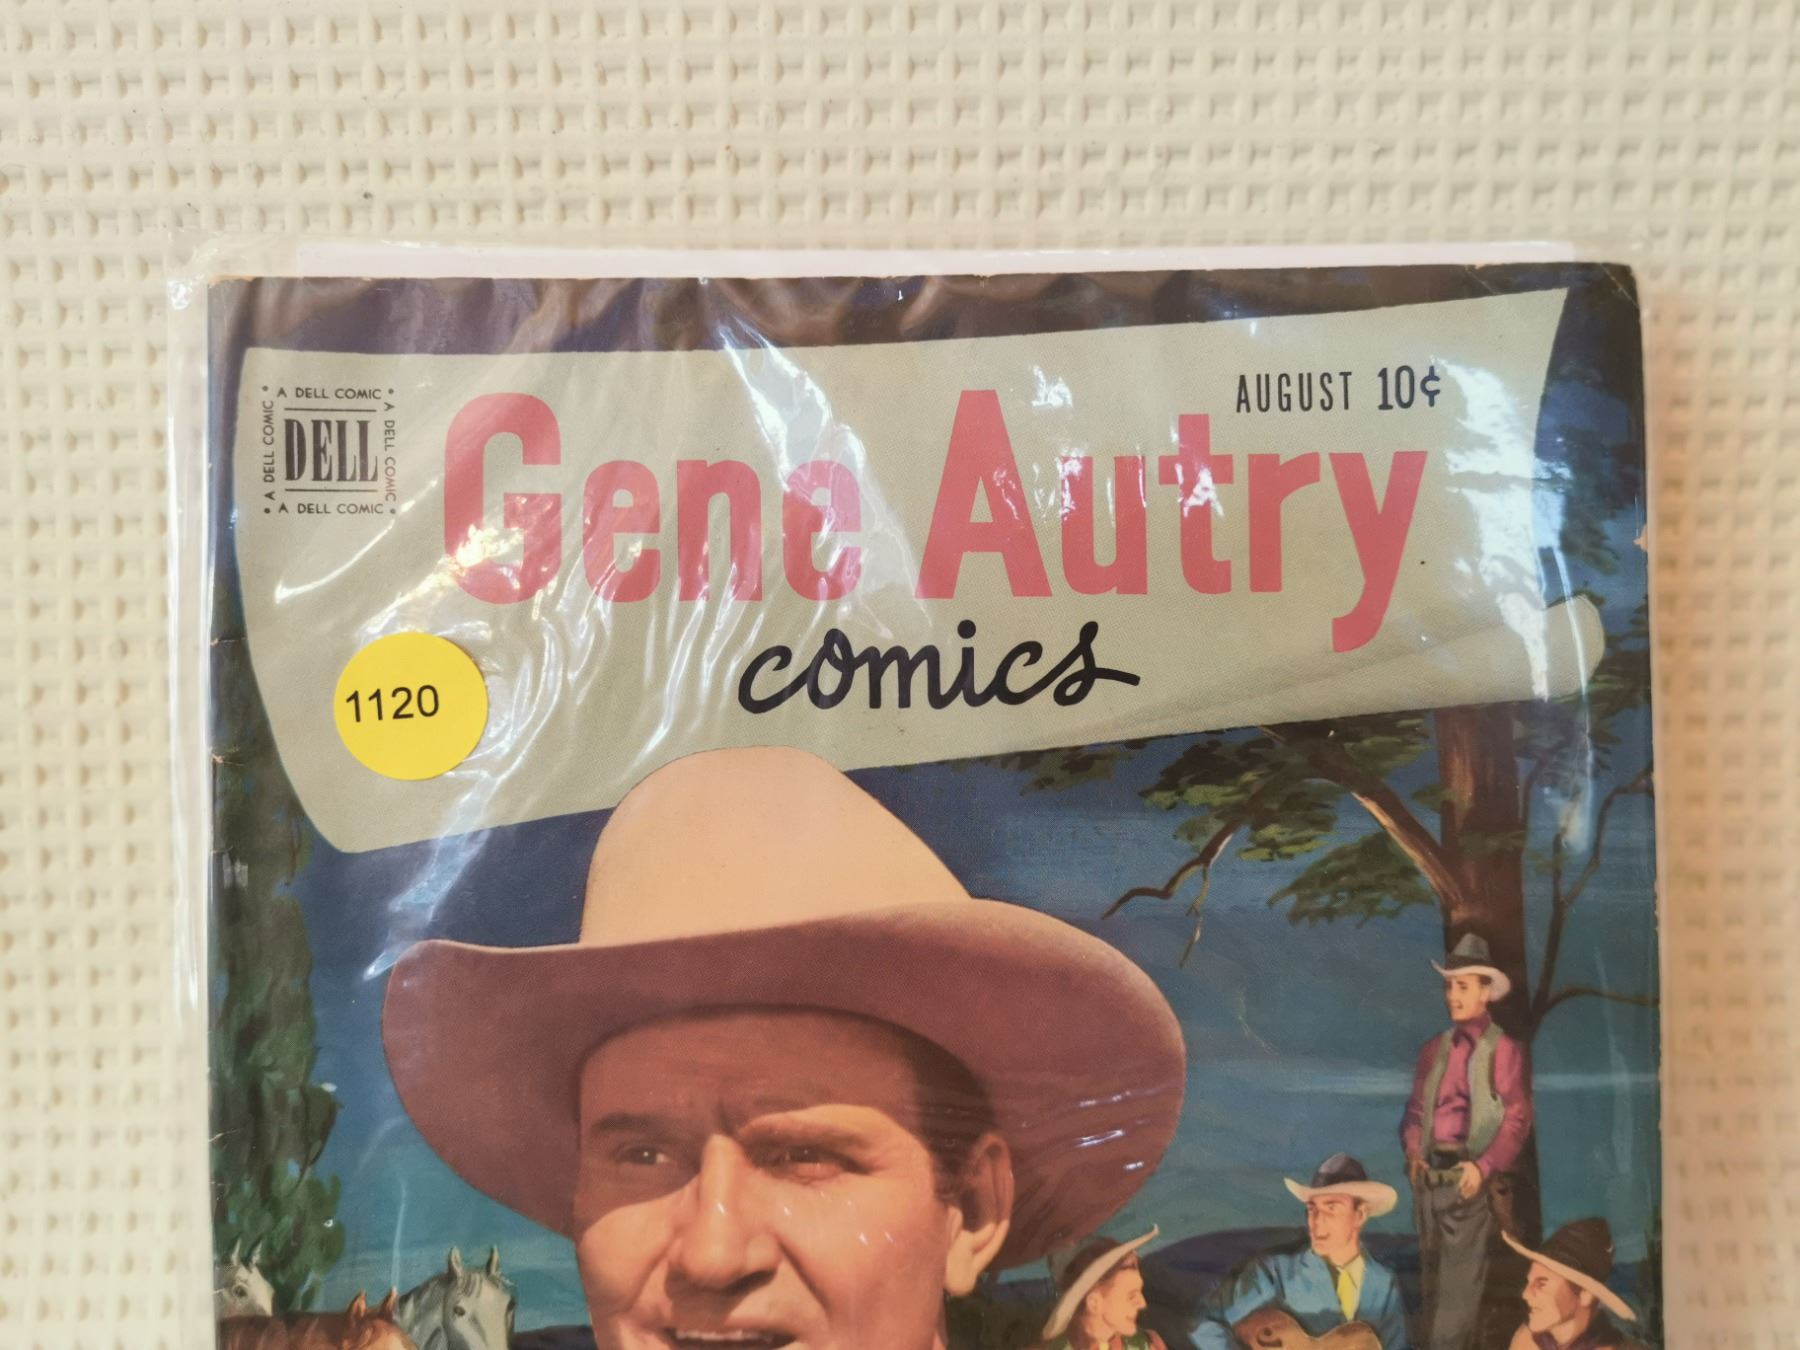 A DELL COMIC
A DELL COMIC
DELL
A DELL COMIC
A DELL COMIC
AUGUST 10¢
Gene Autry
comics
1120